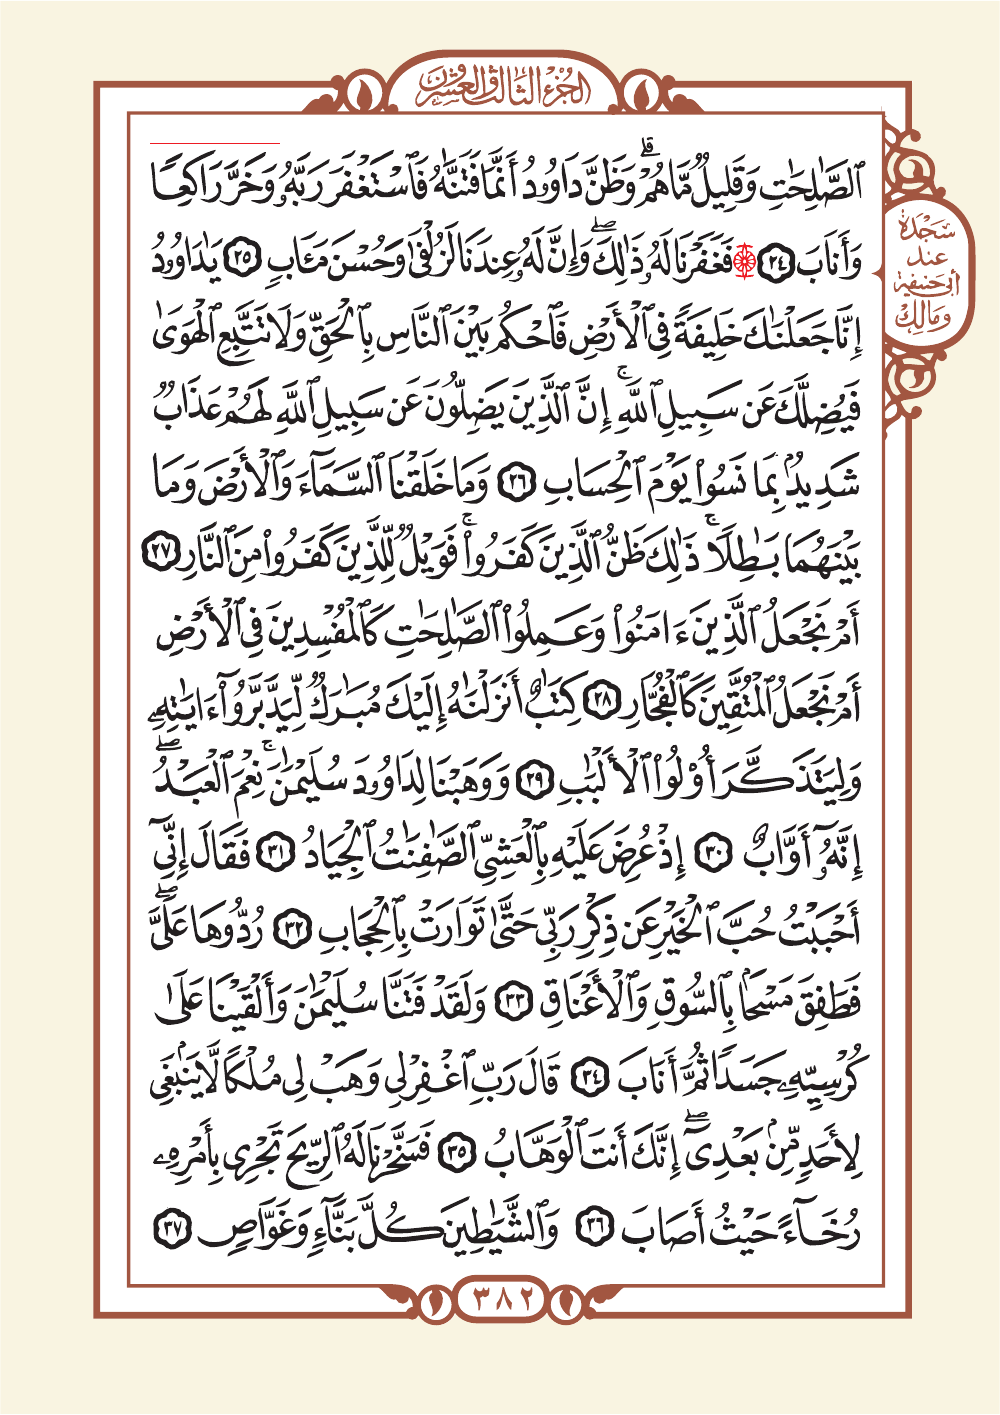 الجزء الثالث والعشرون
ٱلصَّٰلِحَٰتِ وَقَلِيلٌ مَّا هُمْ ۗ وَظَنَّ دَاوُۥدُ أَنَّمَا فَتَنَّٰهُ فَٱسْتَغْفَرَ رَبَّهُۥ وَخَرَّ رَاكِعًا
وَأَنَابَ ٢٤ فَغَفَرْنَا لَهُۥ ذَٰلِكَ ۖ وَإِنَّ لَهُۥ عِندَنَا لَزُلْفَىٰ وَحُسْنَ مَـَٔابٍ ٢٥ يَٰدَاوُۥدُ
إِنَّا جَعَلْنَٰكَ خَلِيفَةً فِي ٱلْأَرْضِ فَٱحْكُم بَيْنَ ٱلنَّاسِ بِٱلْحَقِّ وَلَا تَتَّبِعِ ٱلْهَوَىٰ
فَيُضِلَّكَ عَن سَبِيلِ ٱللَّهِ ۚ إِنَّ ٱلَّذِينَ يَضِلُّونَ عَن سَبِيلِ ٱللَّهِ لَهُمْ عَذَابٌ
شَدِيدٌۢ بِمَا نَسُوا۟ يَوْمَ ٱلْحِسَابِ ٢٦ وَمَا خَلَقْنَا ٱلسَّمَآءَ وَٱلْأَرْضَ وَمَا
بَيْنَهُمَا بَٰطِلًا ۚ ذَٰلِكَ ظَنُّ ٱلَّذِينَ كَفَرُوا۟ ۚ فَوَيْلٌ لِّلَّذِينَ كَفَرُوا۟ مِنَ ٱلنَّارِ ٢٧
أَمْ نَجْعَلُ ٱلَّذِينَ ءَامَنُوا۟ وَعَمِلُوا۟ ٱلصَّٰلِحَٰتِ كَٱلْمُفْسِدِينَ فِي ٱلْأَرْضِ
أَمْ نَجْعَلُ ٱلْمُتَّقِينَ كَٱلْفُجَّارِ ٢٨ كِتَٰبٌ أَنزَلْنَٰهُ إِلَيْكَ مُبَٰرَكٌ لِّيَدَّبَّرُوٓا۟ ءَايَٰتِهِۦ
وَلِيَتَذَكَّرَ أُو۟لُوا۟ ٱلْأَلْبَٰبِ ٢٩ وَوَهَبْنَا لِدَاوُۥدَ سُلَيْمَٰنَ ۚ نِعْمَ ٱلْعَبْدُ ۖ
إِنَّهُۥٓ أَوَّابٌ ٣٠ إِذْ عُرِضَ عَلَيْهِ بِٱلْعَشِيِّ ٱلصَّٰفِنَٰتُ ٱلْجِيَادُ ٣١ فَقَالَ إِنِّيٓ
أَحْبَبْتُ حُبَّ ٱلْخَيْرِ عَن ذِكْرِ رَبِّي حَتَّىٰ تَوَارَتْ بِٱلْحِجَابِ ٣٢ رُدُّوهَا عَلَيَّ ۖ
فَطَفِقَ مَسْحًۢا بِٱلسُّوقِ وَٱلْأَعْنَاقِ ٣٣ وَلَقَدْ فَتَنَّا سُلَيْمَٰنَ وَأَلْقَيْنَا عَلَىٰ
كُرْسِيِّهِۦ جَسَدًا ثُمَّ أَنَابَ ٣٤ قَالَ رَبِّ ٱغْفِرْ لِي وَهَبْ لِي مُلْكًا لَّا يَنۢبَغِي
لِأَحَدٍ مِّنۢ بَعْدِيٓ ۖ إِنَّكَ أَنتَ ٱلْوَهَّابُ ٣٥ فَسَخَّرْنَا لَهُ ٱلرِّيحَ تَجْرِي بِأَمْرِهِۦ
رُخَآءً حَيْثُ أَصَابَ ٣٦ وَٱلشَّيَٰطِينَ كُلَّ بَنَّآءٍ وَغَوَّاصٍ ٣٧
سَجْدَة
عند
أبي حنيفة
ومالك
٣٨٢